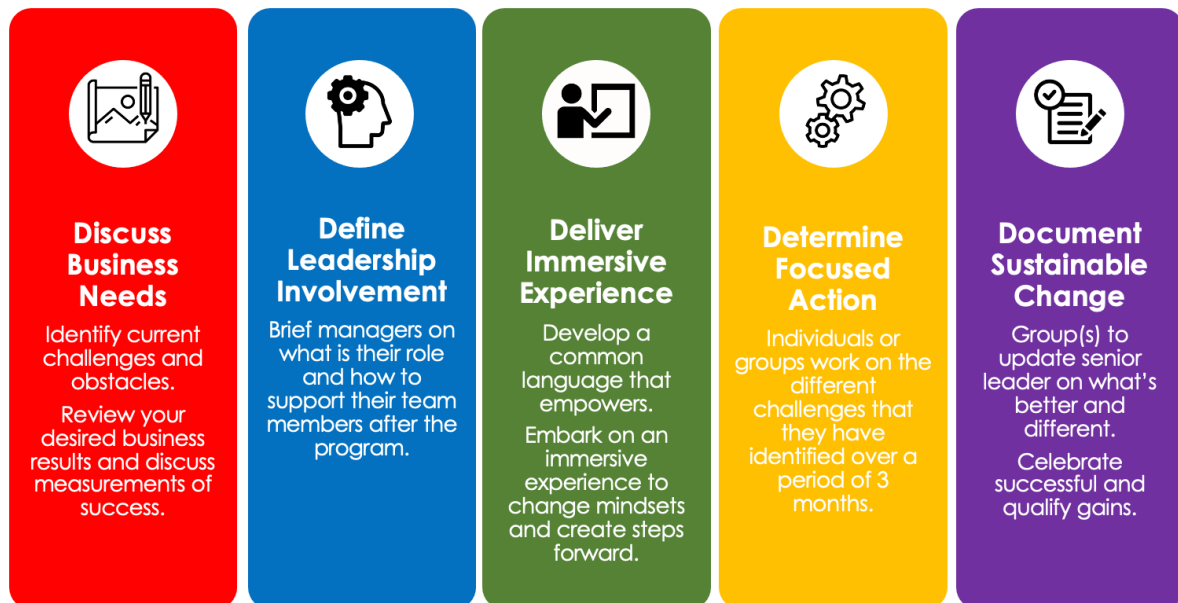 Discuss
Business
Needs
Identify current
challenges and
obstacles.
Review your
desired business
results and discuss
measurements of
success.
Define
Leadership
Involvement
Brief managers on
what is their role
and how to
support their team
members after the
program.
Deliver
Immersive
Experience
Develop a
common
language that
empowers.
Embark on an
immersive
experience to
change mindsets
and create steps
forward.
Determine
Focused
Action
Individuals or
groups work on the
different
challenges that
they have
identified over a
period of 3
months.
Document
Sustainable
Change
Group(s) to
update senior
leader on what's
better and
different.
Celebrate
successful and
qualify gains.